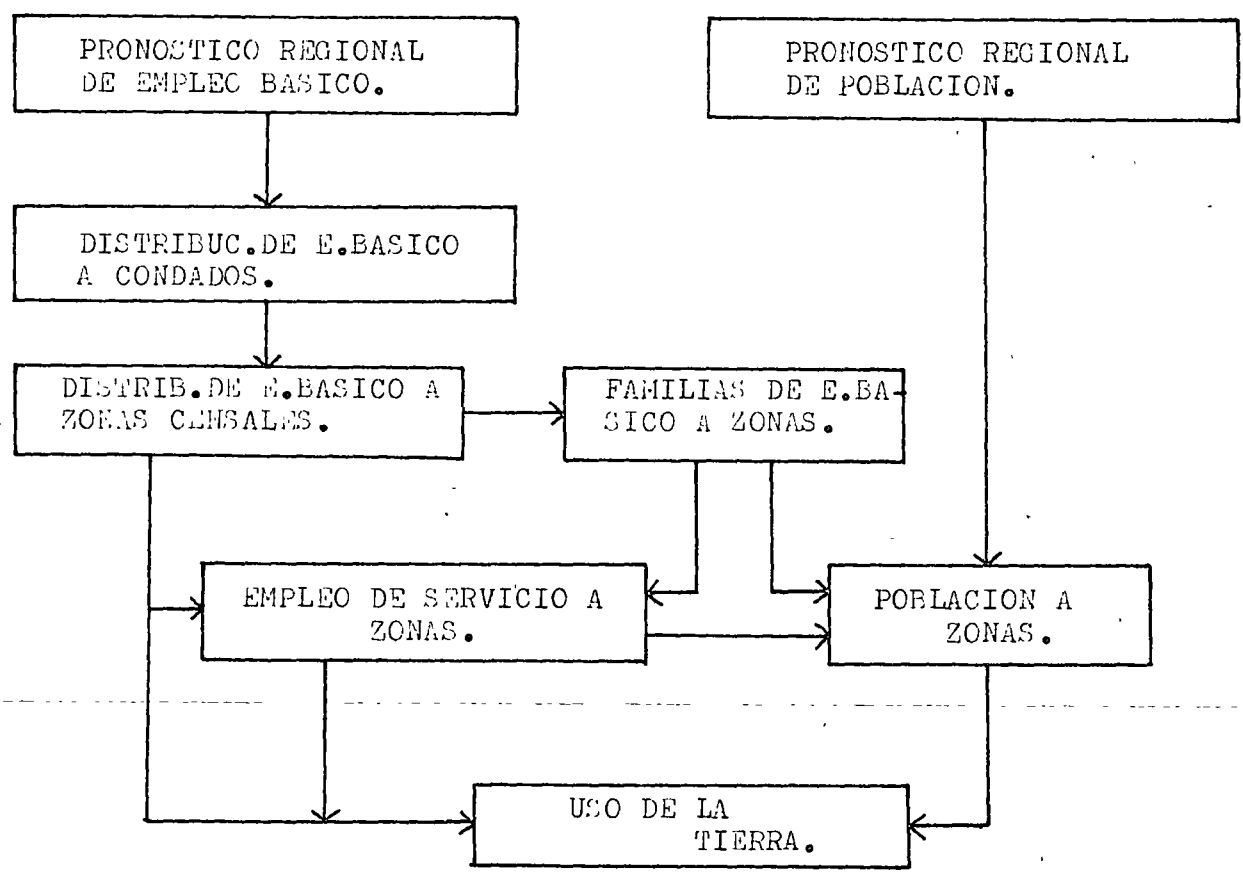 PRONOSTICO REGIONAL
DE EMPLEO BASICO.
PRONOSTICO REGIONAL
DE POBLACION.
DISTRIBUC.DE E.BASICO
A CONDADOS.
DISTRIB.DE E.BASICO A
ZONAS CENSALES.
FAMILIAS DE E.BA-
SICO A ZONAS.
EMPLEO DE SERVICIO A
ZONAS.
POBLACION A
ZONAS.
USO DE LA
TIERRA.